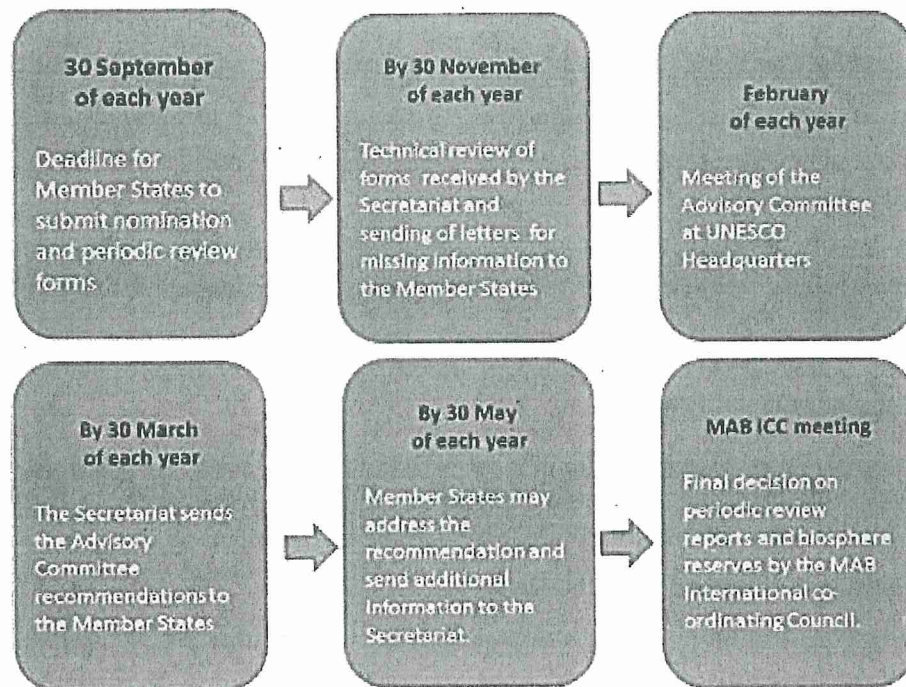 30 September
of each year
Deadline for
Member States to
submit nomination
and periodic review
forms
By 30 November
of each year
Technical review of
forms received by the
Secretariat and
sending of letters for
missing information to
the Member States
February
of each year
Meeting of the
Advisory Committee
at UNESCO
Headquarters
By 30 March
of each year
The Secretariat sends
the Advisory
Committee
recommendations to
the Member States
By 30 May
of each year
Member States may
address the
recommendation and
send additional
information to the
Secretariat.
MAB ICC meeting
Final decision on
periodic review
reports and biosphere
reserves by the MAB
International co-
ordinating Council.